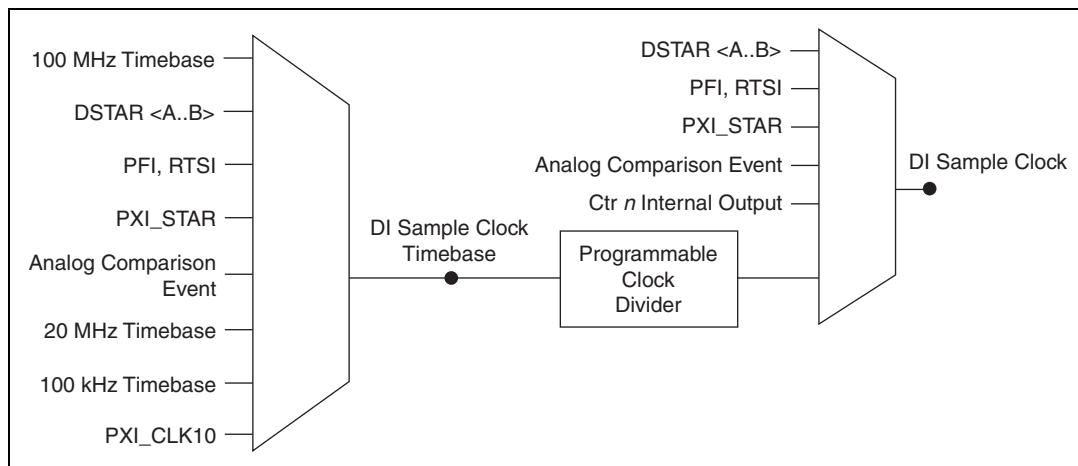 100 MHz Timebase
DSTAR <A..B>
PFI, RTSI
PXI_STAR
Analog Comparison
Event
20 MHz Timebase
100 kHz Timebase
PXI_CLK10
DI Sample Clock
Timebase
Programmable
Clock
Divider
DSTAR <A..B>
PFI, RTSI
PXI_STAR
Analog Comparison Event
Ctr n Internal Output
DI Sample Clock